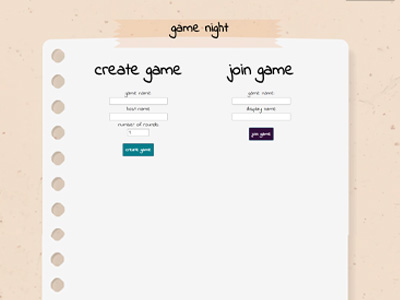 game night
create game
game name:
host name:
number of rounds:
create game
join game
game name:
display name:
join game